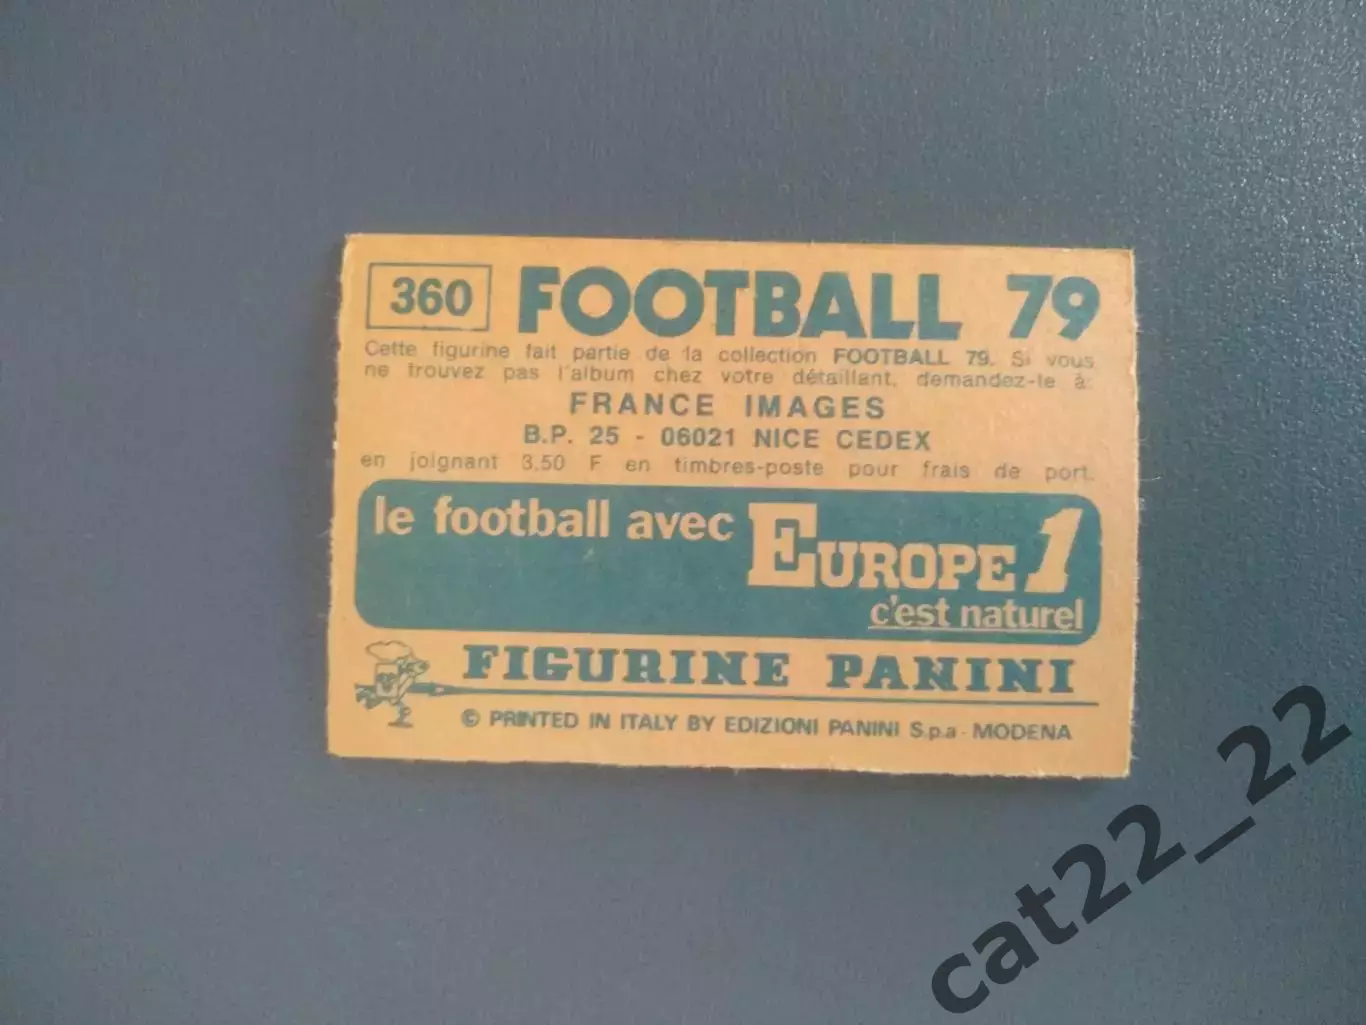 360 FOOTBALL 79
Cette figurine fait partie de la collection FOOTBALL 79. Si vous
ne trouvez pas l'album chez votre détaillant, demandez-le à:
FRANCE IMAGES
B.P. 25 - 06021 NICE CEDEX
en joignant 3,50 F en timbres-poste pour frais de port.
le football avec EUROPE 1
c'est naturel
FIGURINE PANINI
© PRINTED IN ITALY BY EDIZIONI PANINI S.p.a - MODENA
cat22_22